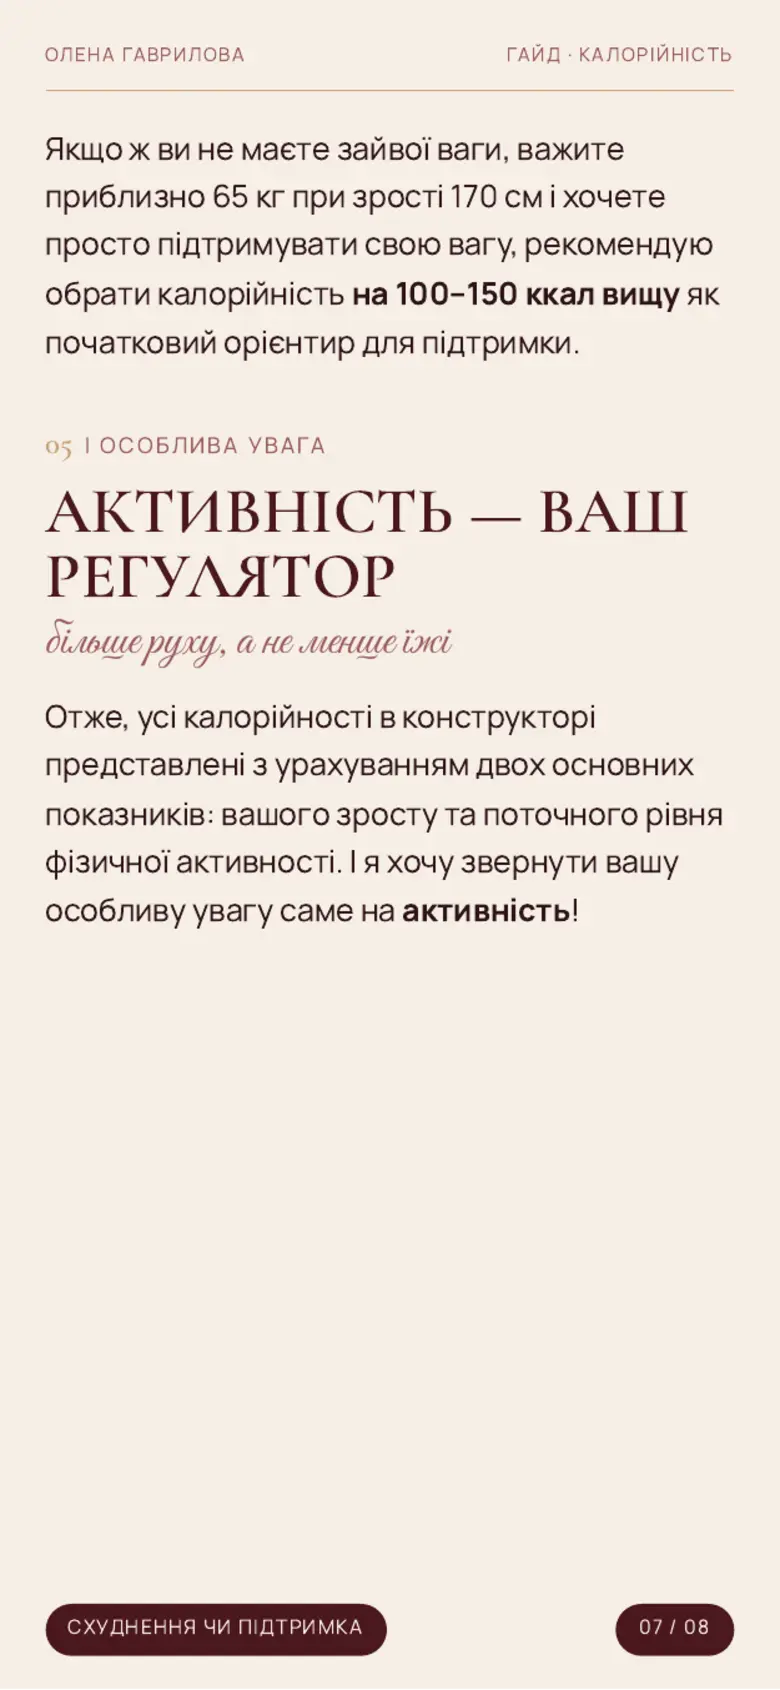 ОЛЕНА ГАВРИЛОВА
ГАЙД · КАЛОРІЙНІСТЬ
Якщо ж ви не маєте зайвої ваги, важите
приблизно 65 кг при зрості 170 см і хочете
просто підтримувати свою вагу, рекомендую
обрати калорійність на 100–150 ккал вищу як
початковий орієнтир для підтримки.
05 | ОСОБЛИВА УВАГА
АКТИВНІСТЬ — ВАШ
РЕГУЛЯТОР
більше руху, а не менше їжі
Отже, усі калорійності в конструкторі
представлені з урахуванням двох основних
показників: вашого зросту та поточного рівня
фізичної активності. І я хочу звернути вашу
особливу увагу саме на активність!
СХУДНЕННЯ ЧИ ПІДТРИМКА
07 / 08